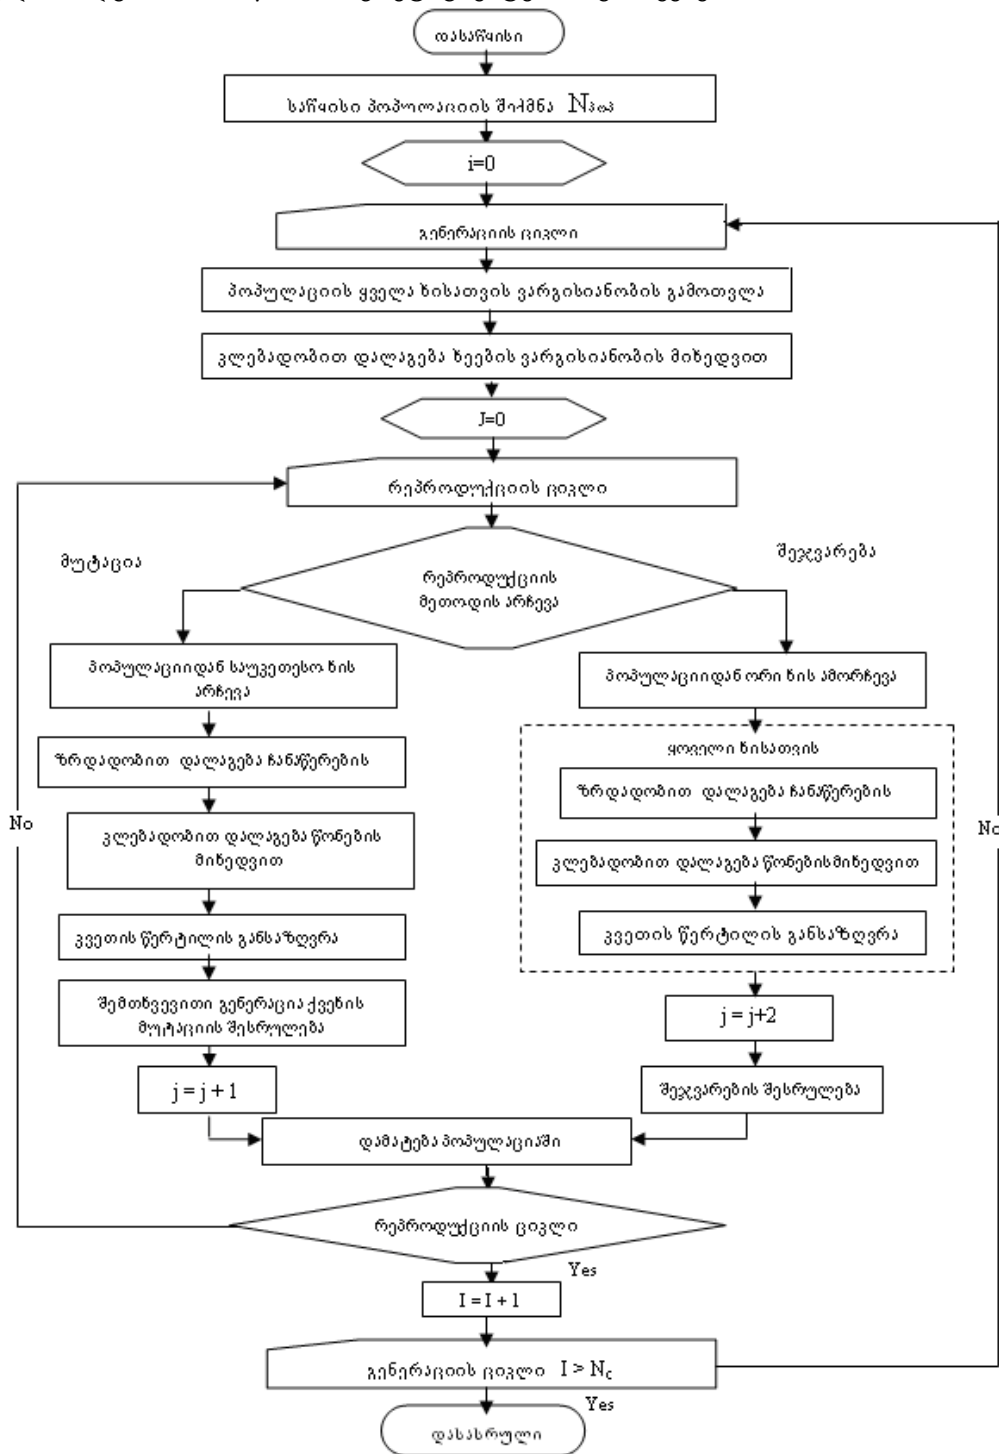 დასაწყისი
საწყისი პოპულაციის შექმნა Nპოპ
i=0
გენერაციის ციკლი
პოპულაციის ყველა ხისათვის ვარგისიანობის გამოთვლა
კლებადობით დალაგება ხეების ვარგისიანობის მიხედვით
J=0
რეპროდუქციის ციკლი
მუტაცია
შეჯვარება
რეპროდუქციის
მეთოდის არჩევა
პოპულაციიდან საუკეთესო ხის
არჩევა
ზრდადობით დალაგება ჩანაწერების
კლებადობით დალაგება წონების
მიხედვით
კვეთის წერტილის განსაზღვრა
შემთხვევითი გენერაცია ქვეხის
მუტაციის შესრულება
j = j + 1
პოპულაციიდან ორი ხის ამორჩევა
ყოველი ხისათვის
ზრდადობით დალაგება ჩანაწერების
კლებადობით დალაგება წონების მიხედვით
კვეთის წერტილის განსაზღვრა
j = j+2
შეჯვარების შესრულება
No
No
დამატება პოპულაციაში
რეპროდუქციის ციკლი
Yes
I = I + 1
გენერაციის ციკლი I > Nc
Yes
დასასრული